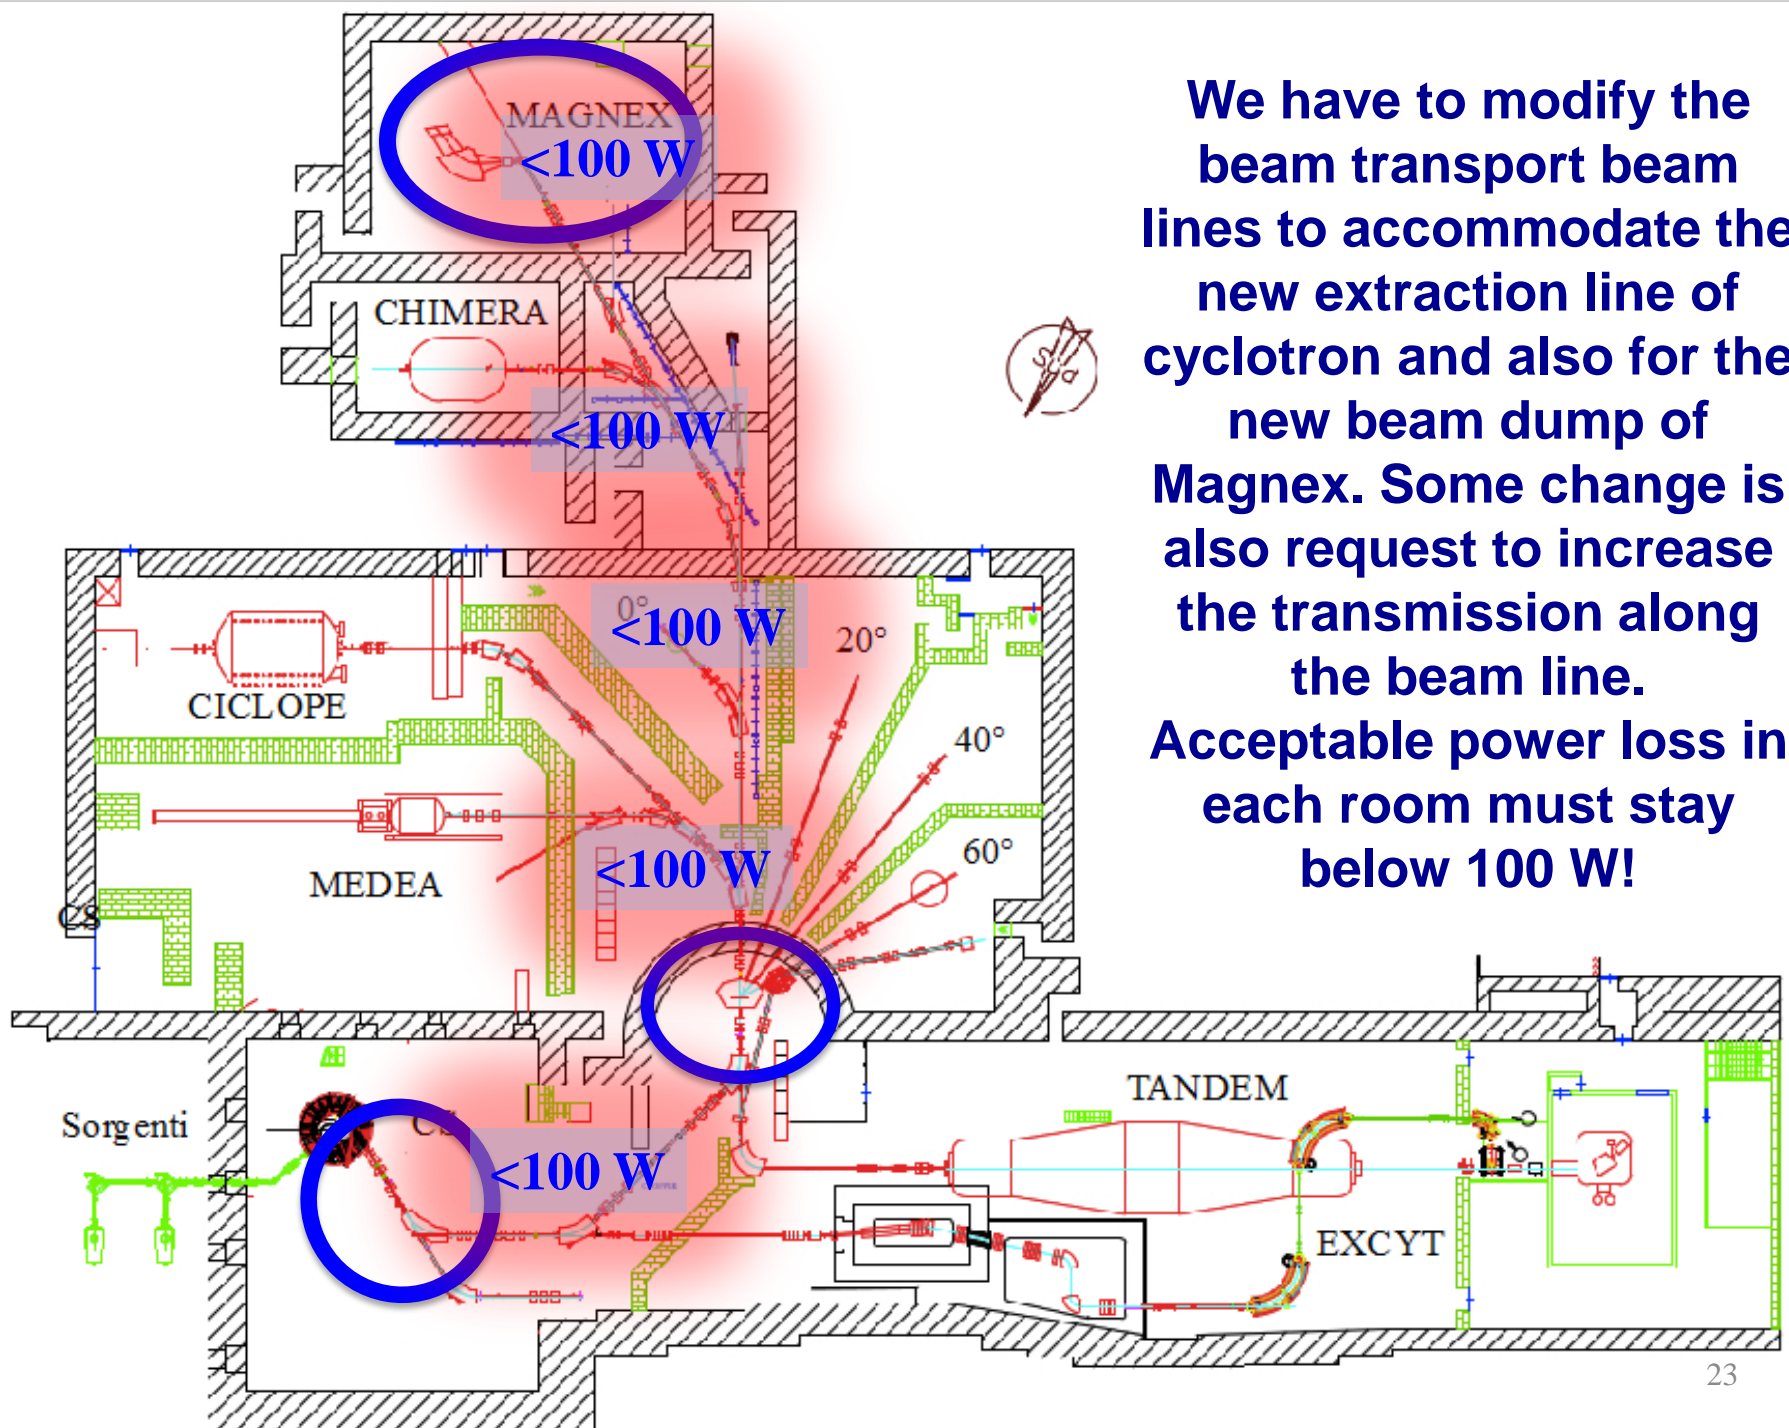 We have to modify the
beam transport beam
lines to accommodate the
new extraction line of
cyclotron and also for the
new beam dump of
Magnex. Some change is
also request to increase
the transmission along
the beam line.
Acceptable power loss in
each room must stay
below 100 W!
MAGNEX
<100 W
CHIMERA
<100 W
0°
<100 W
20°
CICLOPE
40°
<100 W
60°
MEDEA
CS
TANDEM
Sorgenti
CS
<100 W
EXCYT
23